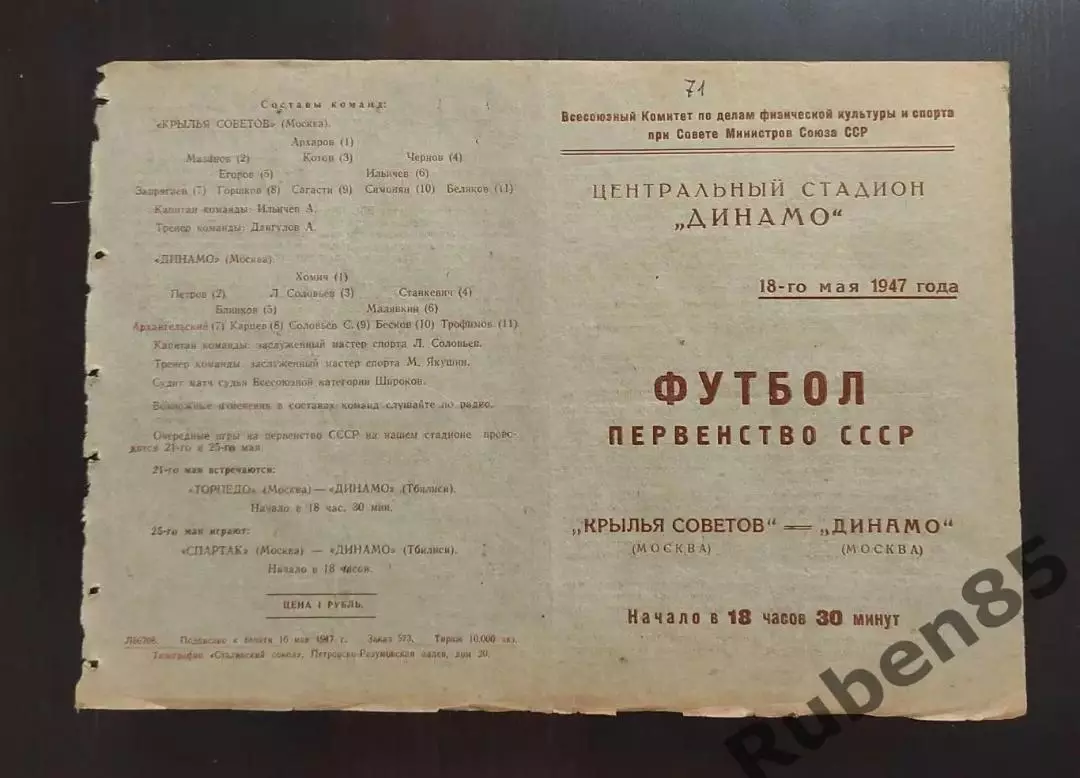 Составы команд:
«КРЫЛЬЯ СОВЕТОВ» (Москва).
Архаров (1)
Мазанов (2) Котов (3) Чернов (4)
Егоров (5) Ильичев (6)
Запрягаев (7) Горшков (8) Сагасти (9) Симонян (10) Беляков (11)
Капитан команды: Ильичев А.
Тренер команды: Дангулов А.
«ДИНАМО» (Москва).
Хомич (1)
Петров (2) Л. Соловьев (3) Станкевич (4)
Блинков (5) Малявкин (6)
Архангельский (7) Карцев (8) Соловьев С. (9) Бесков (10) Трофимов (11)
Капитан команды: заслуженный мастер спорта Л. Соловьев.
Тренер команды: заслуженный мастер спорта М. Якушин.
Судит матч судья Всесоюзной категории Широков.
Возможные изменения в составах команд слушайте по радио.
Очередные игры на первенство СССР на нашем стадионе прово-
дятся 21-го и 25-го мая.
21-го мая встречаются:
«ТОРПЕДО» (Москва) — «ДИНАМО» (Тбилиси).
Начало в 18 час. 30 мин.
25-го мая играют:
«СПАРТАК» (Москва) — «ДИНАМО» (Тбилиси).
Начало в 18 часов.
ЦЕНА 1 РУБЛЬ.
Подписано к печати 16 мая 1947 г. Заказ 573. Тираж 10.000 экз.
Типография «Сталинский сокол», Петровско-Разумовская аллея, дом 20.
71
Всесоюзный Комитет по делам физической культуры и спорта
при Совете Министров Союза ССР
ЦЕНТРАЛЬНЫЙ СТАДИОН
„ДИНАМО“
18-го мая 1947 года
ФУТБОЛ
ПЕРВЕНСТВО СССР
„КРЫЛЬЯ СОВЕТОВ“ — „ДИНАМО“
(МОСКВА) (МОСКВА)
Начало в 18 часов 30 минут
Ruben85